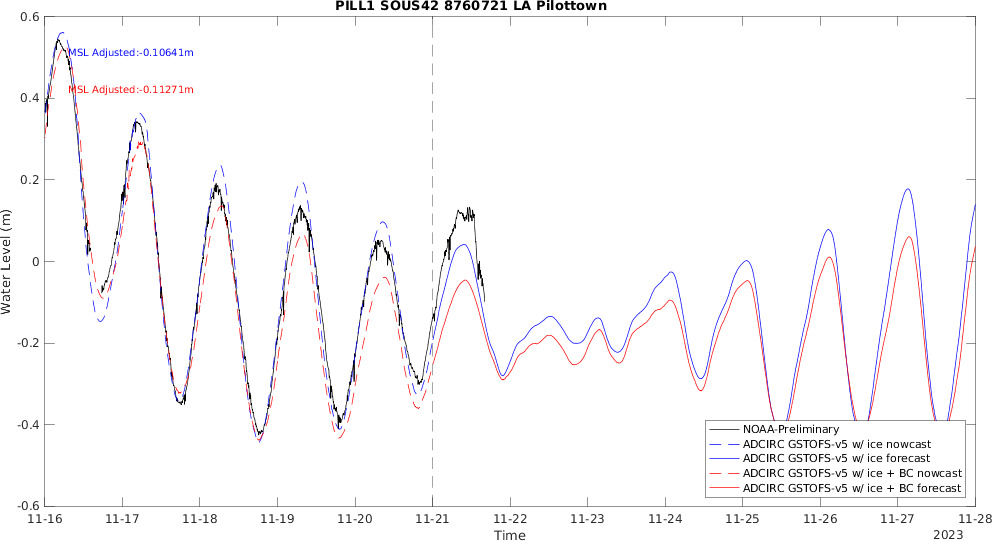 PILL1 SOUS42 8760721 LA Pilottown
0.6
0.4
0.2
0
-0.2
-0.4
-0.6
Water Level (m)
MSL Adjusted:-0.10641m
MSL Adjusted:-0.11271m
NOAA-Preliminary
ADCIRC GSTOFS-v5 w/ ice nowcast
ADCIRC GSTOFS-v5 w/ ice forecast
ADCIRC GSTOFS-v5 w/ ice + BC nowcast
ADCIRC GSTOFS-v5 w/ ice + BC forecast
11-16 11-17 11-18 11-19 11-20 11-21 11-22 11-23 11-24 11-25 11-26 11-27 11-28
Time
2023